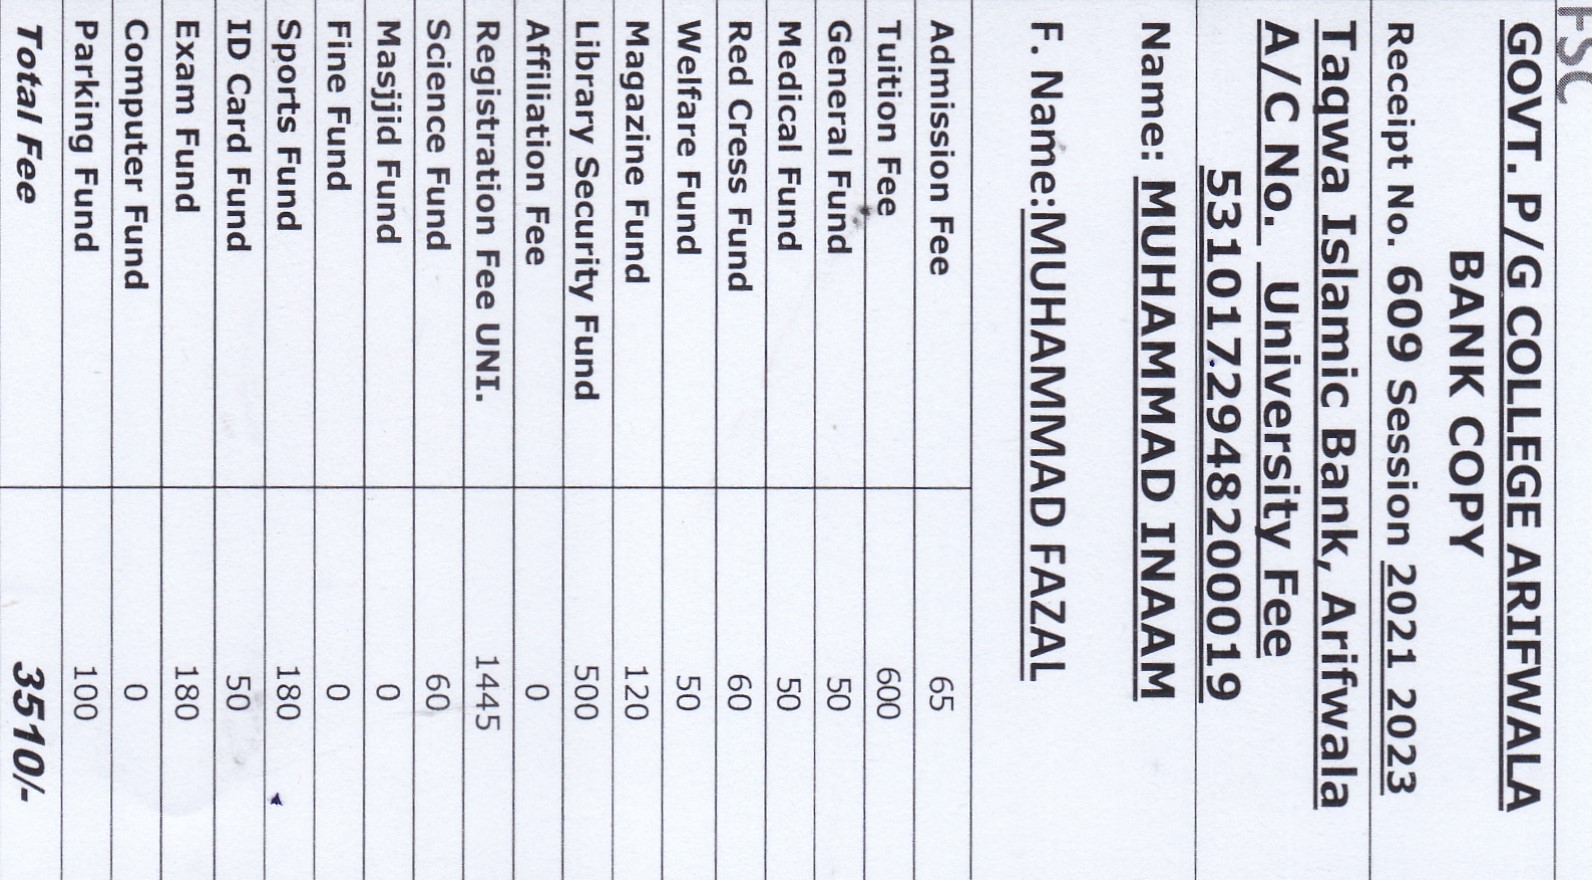 FSC
GOVT. P/G COLLEGE ARIFWALA
BANK COPY
Receipt No. 609 Session 2021 2023
Taqwa Islamic Bank, Arifwala
A/C No. University Fee
5310172948200019
Name: MUHAMMAD INAAM
F. Name:MUHAMMAD FAZAL
Admission Fee 65
Tuition Fee 600
General Fund 50
Medical Fund 50
Red Cress Fund 60
Welfare Fund 50
Magazine Fund 120
Library Security Fund 500
Affiliation Fee 0
Registration Fee UNI. 1445
Science Fund 60
Masjjid Fund 0
Fine Fund 0
Sports Fund 180
ID Card Fund 50
Exam Fund 180
Computer Fund 0
Parking Fund 100
Total Fee 3510/-